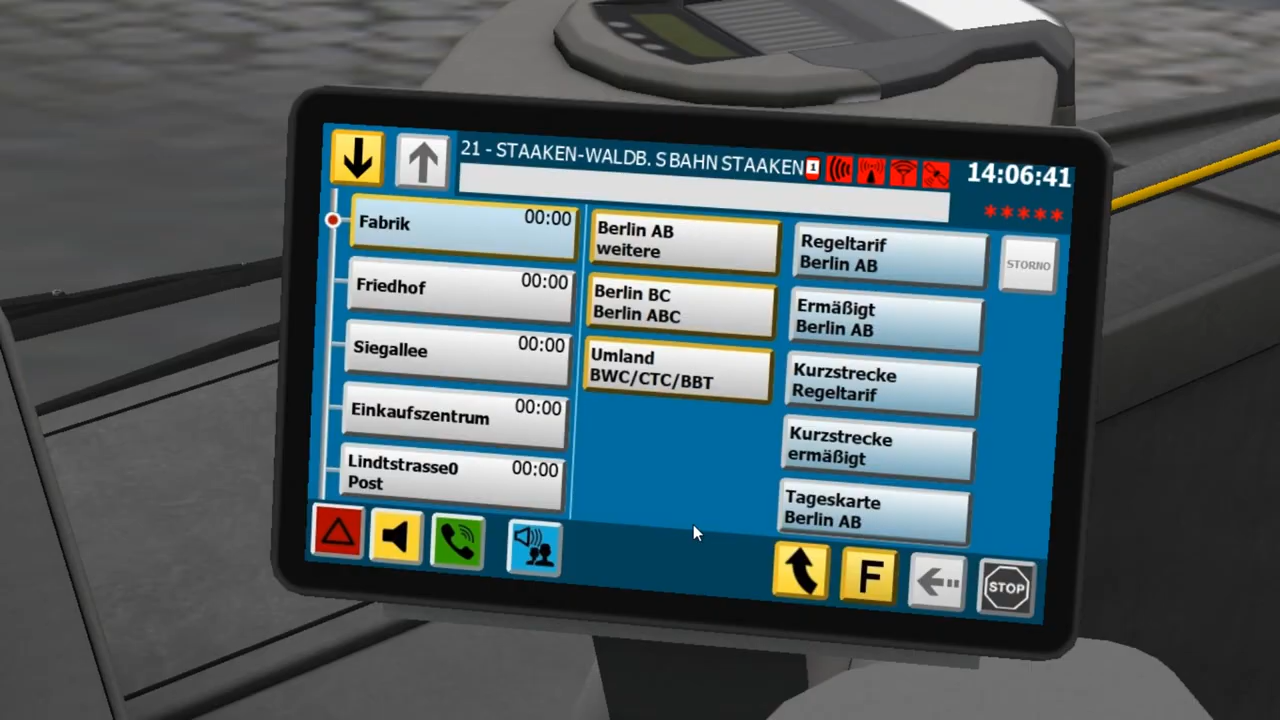 21 - STAAKEN-WALDB. S BAHN STAAKEN
1
14:06:41
*****
Fabrik 00:00
Friedhof 00:00
Siegallee 00:00
Einkaufszentrum 00:00
Lindtstrasse0 00:00
Post
Berlin AB
weitere
Berlin BC
Berlin ABC
Umland
BWC/CTC/BBT
Regeltarif
Berlin AB
Ermäßigt
Berlin AB
Kurzstrecke
Regeltarif
Kurzstrecke
ermäßigt
Tageskarte
Berlin AB
STORNO
F
STOP